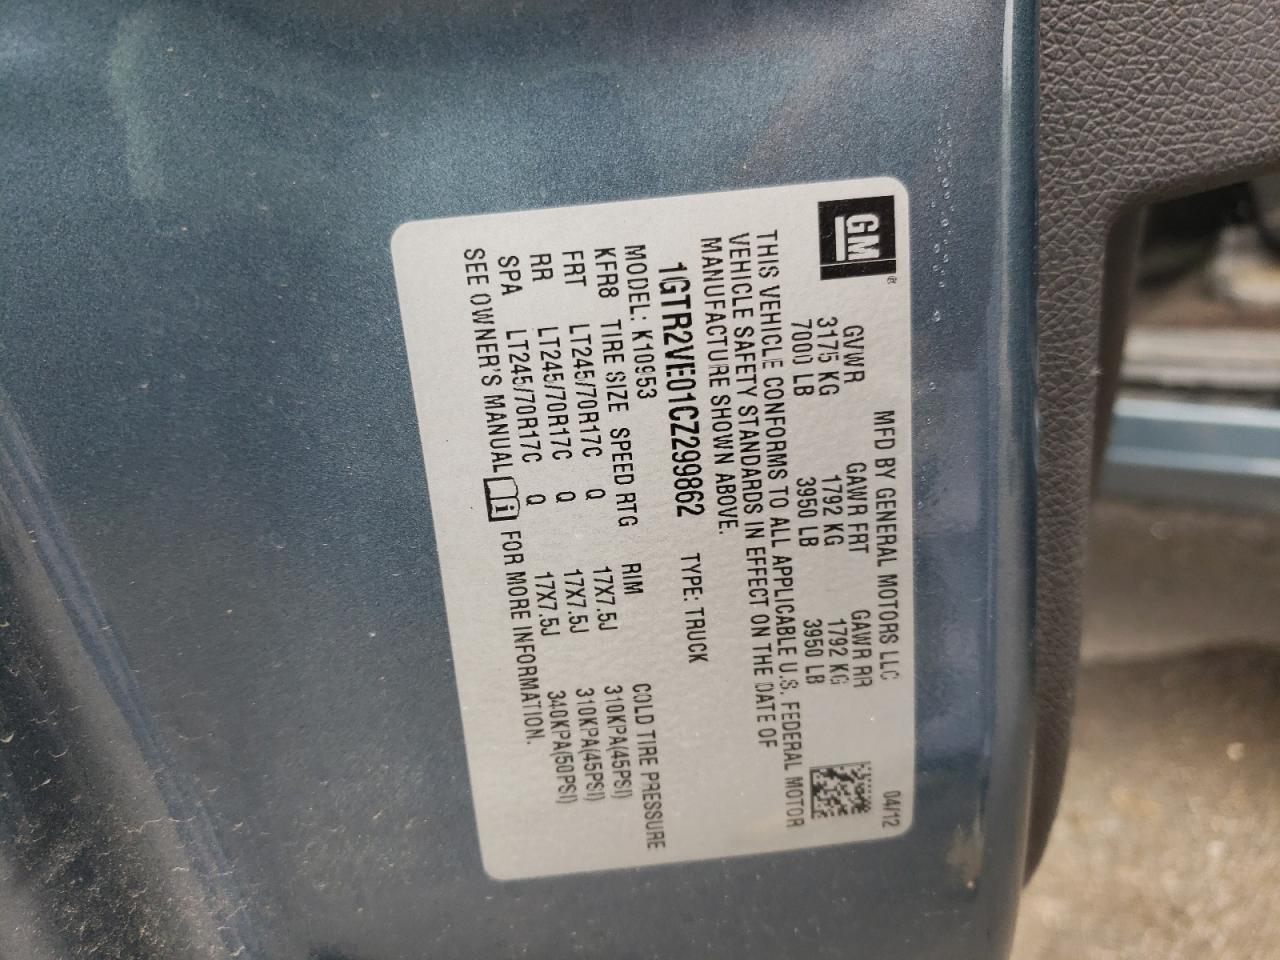 GM®
MFD BY GENERAL MOTORS LLC 04/12
GVWR GAWR FRT GAWR RR
3175 KG 1792 KG 1792 KG
7000 LB 3950 LB 3950 LB
THIS VEHICLE CONFORMS TO ALL APPLICABLE U.S. FEDERAL MOTOR
VEHICLE SAFETY STANDARDS IN EFFECT ON THE DATE OF
MANUFACTURE SHOWN ABOVE.
1GTR2VE01CZ299862 TYPE: TRUCK
MODEL: K10953
KFR8 TIRE SIZE SPEED RTG RIM COLD TIRE PRESSURE
FRT LT245/70R17C Q 17X7.5J 310KPA(45PSI)
RR LT245/70R17C Q 17X7.5J 310KPA(45PSI)
SPA LT245/70R17C Q 17X7.5J 340KPA(50PSI)
SEE OWNER'S MANUAL i FOR MORE INFORMATION.